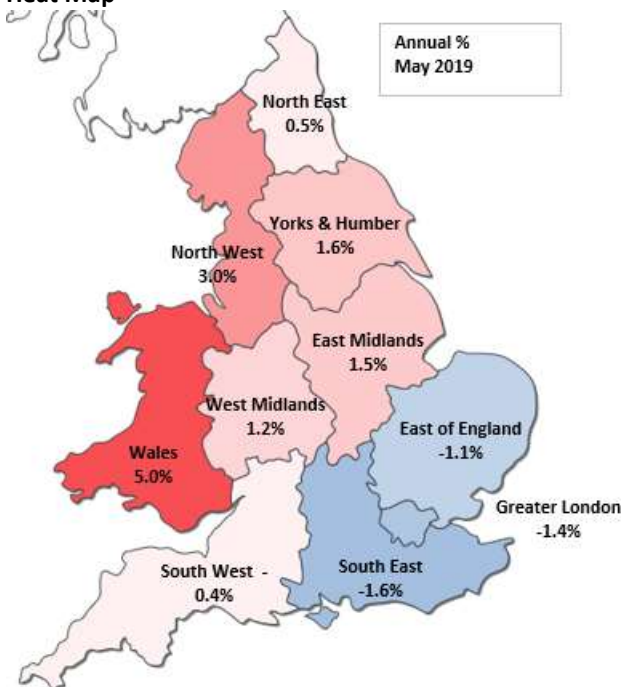 Heat Map
Annual %
May 2019
North East
0.5%
Yorks & Humber
1.6%
North West
3.0%
East Midlands
1.5%
West Midlands
1.2%
East of England
-1.1%
Wales
5.0%
Greater London
-1.4%
South West -
0.4%
South East
-1.6%